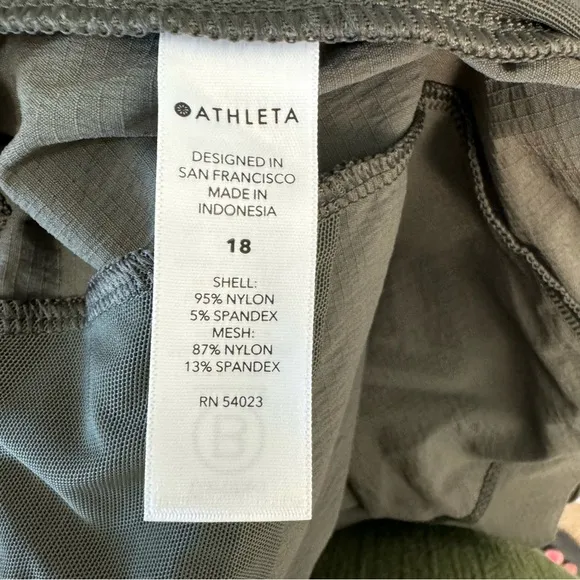 ATHLETA
DESIGNED IN
SAN FRANCISCO
MADE IN
INDONESIA
18
SHELL:
95% NYLON
5% SPANDEX
MESH:
87% NYLON
13% SPANDEX
RN 54023